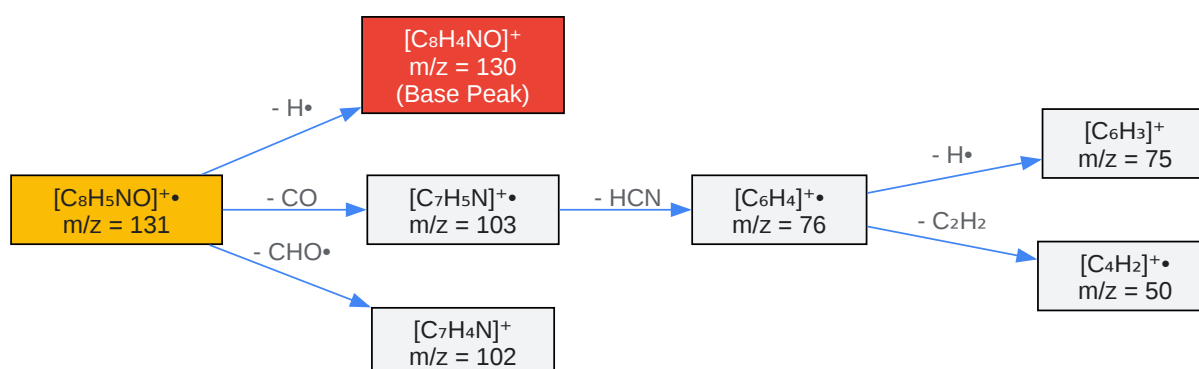 [C₈H₄NO]⁺
m/z = 130
(Base Peak)
- H•
[C₈H₅NO]⁺•
m/z = 131
- CO
[C₇H₅N]⁺•
m/z = 103
- HCN
[C₆H₄]⁺•
m/z = 76
- H•
[C₆H₃]⁺
m/z = 75
- C₂H₂
[C₄H₂]⁺•
m/z = 50
- CHO•
[C₇H₄N]⁺
m/z = 102